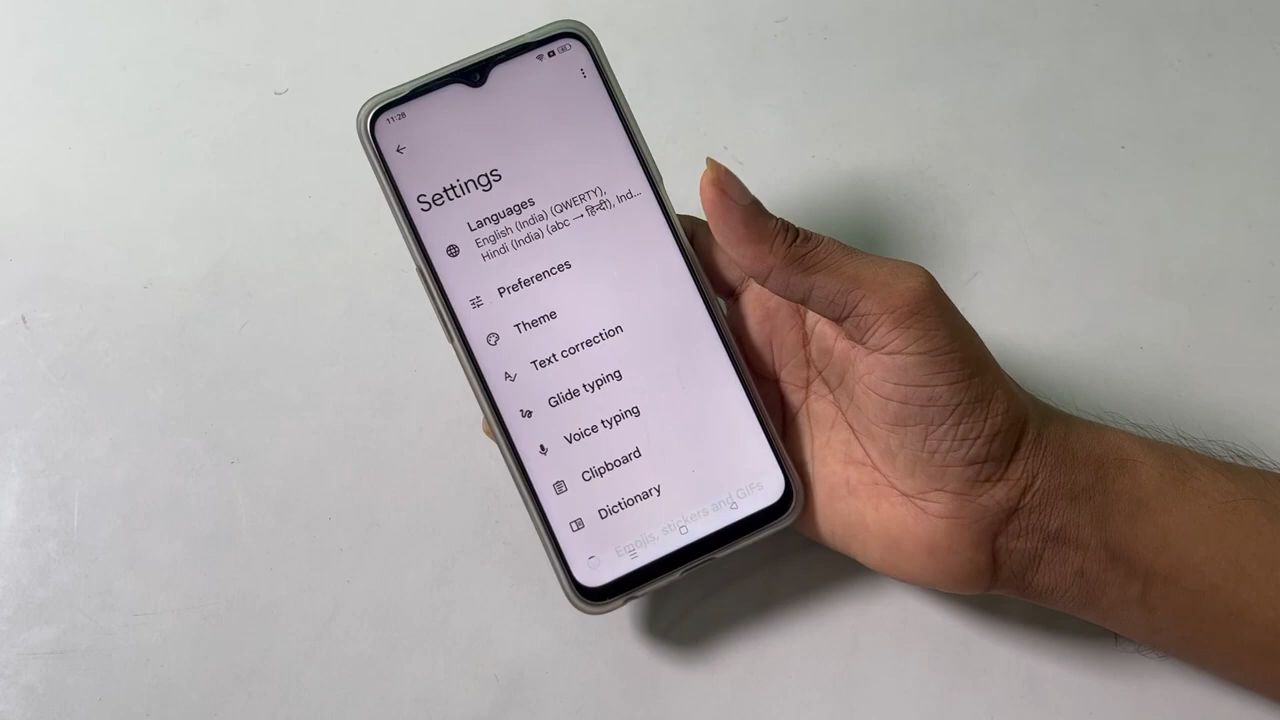 11:28
Settings
Languages
English (India) (QWERTY),
Hindi (India) (abc → हिन्दी), Ind...
Preferences
Theme
Text correction
Glide typing
Voice typing
Clipboard
Dictionary
Emojis, stickers and GIFs